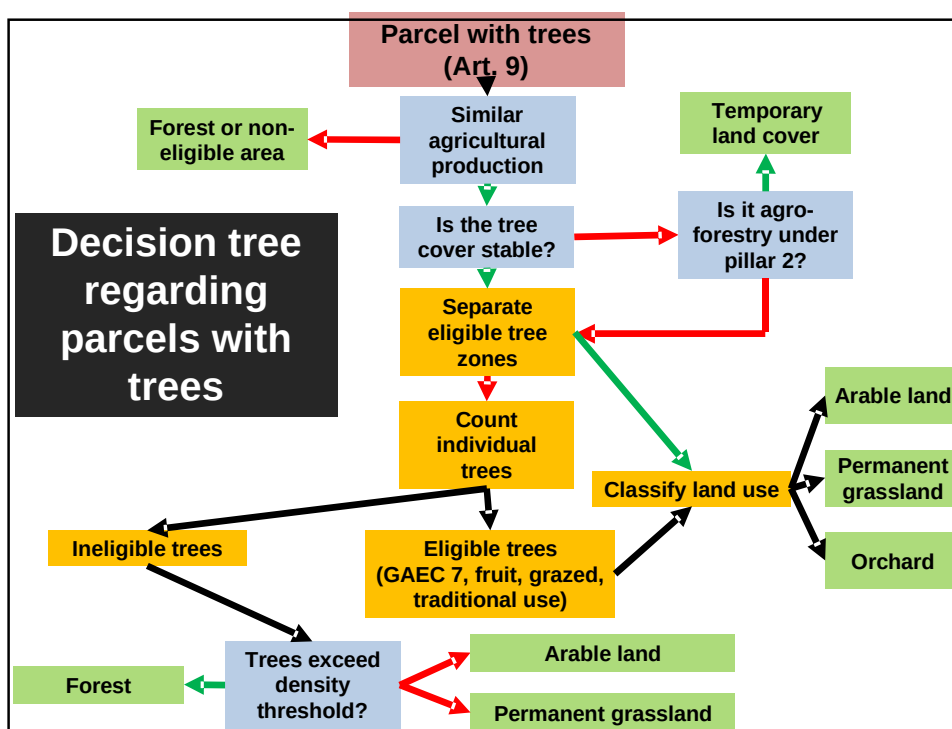 Parcel with trees
(Art. 9)
Similar
agricultural
production
Forest or non-
eligible area
Temporary
land cover
Is the tree
cover stable?
Is it agro-
forestry under
pillar 2?
Decision tree
regarding
parcels with
trees
Separate
eligible tree
zones
Count
individual
trees
Classify land use
Arable land
Permanent
grassland
Orchard
Ineligible trees
Eligible trees
(GAEC 7, fruit, grazed,
traditional use)
Trees exceed
density
threshold?
Forest
Arable land
Permanent grassland